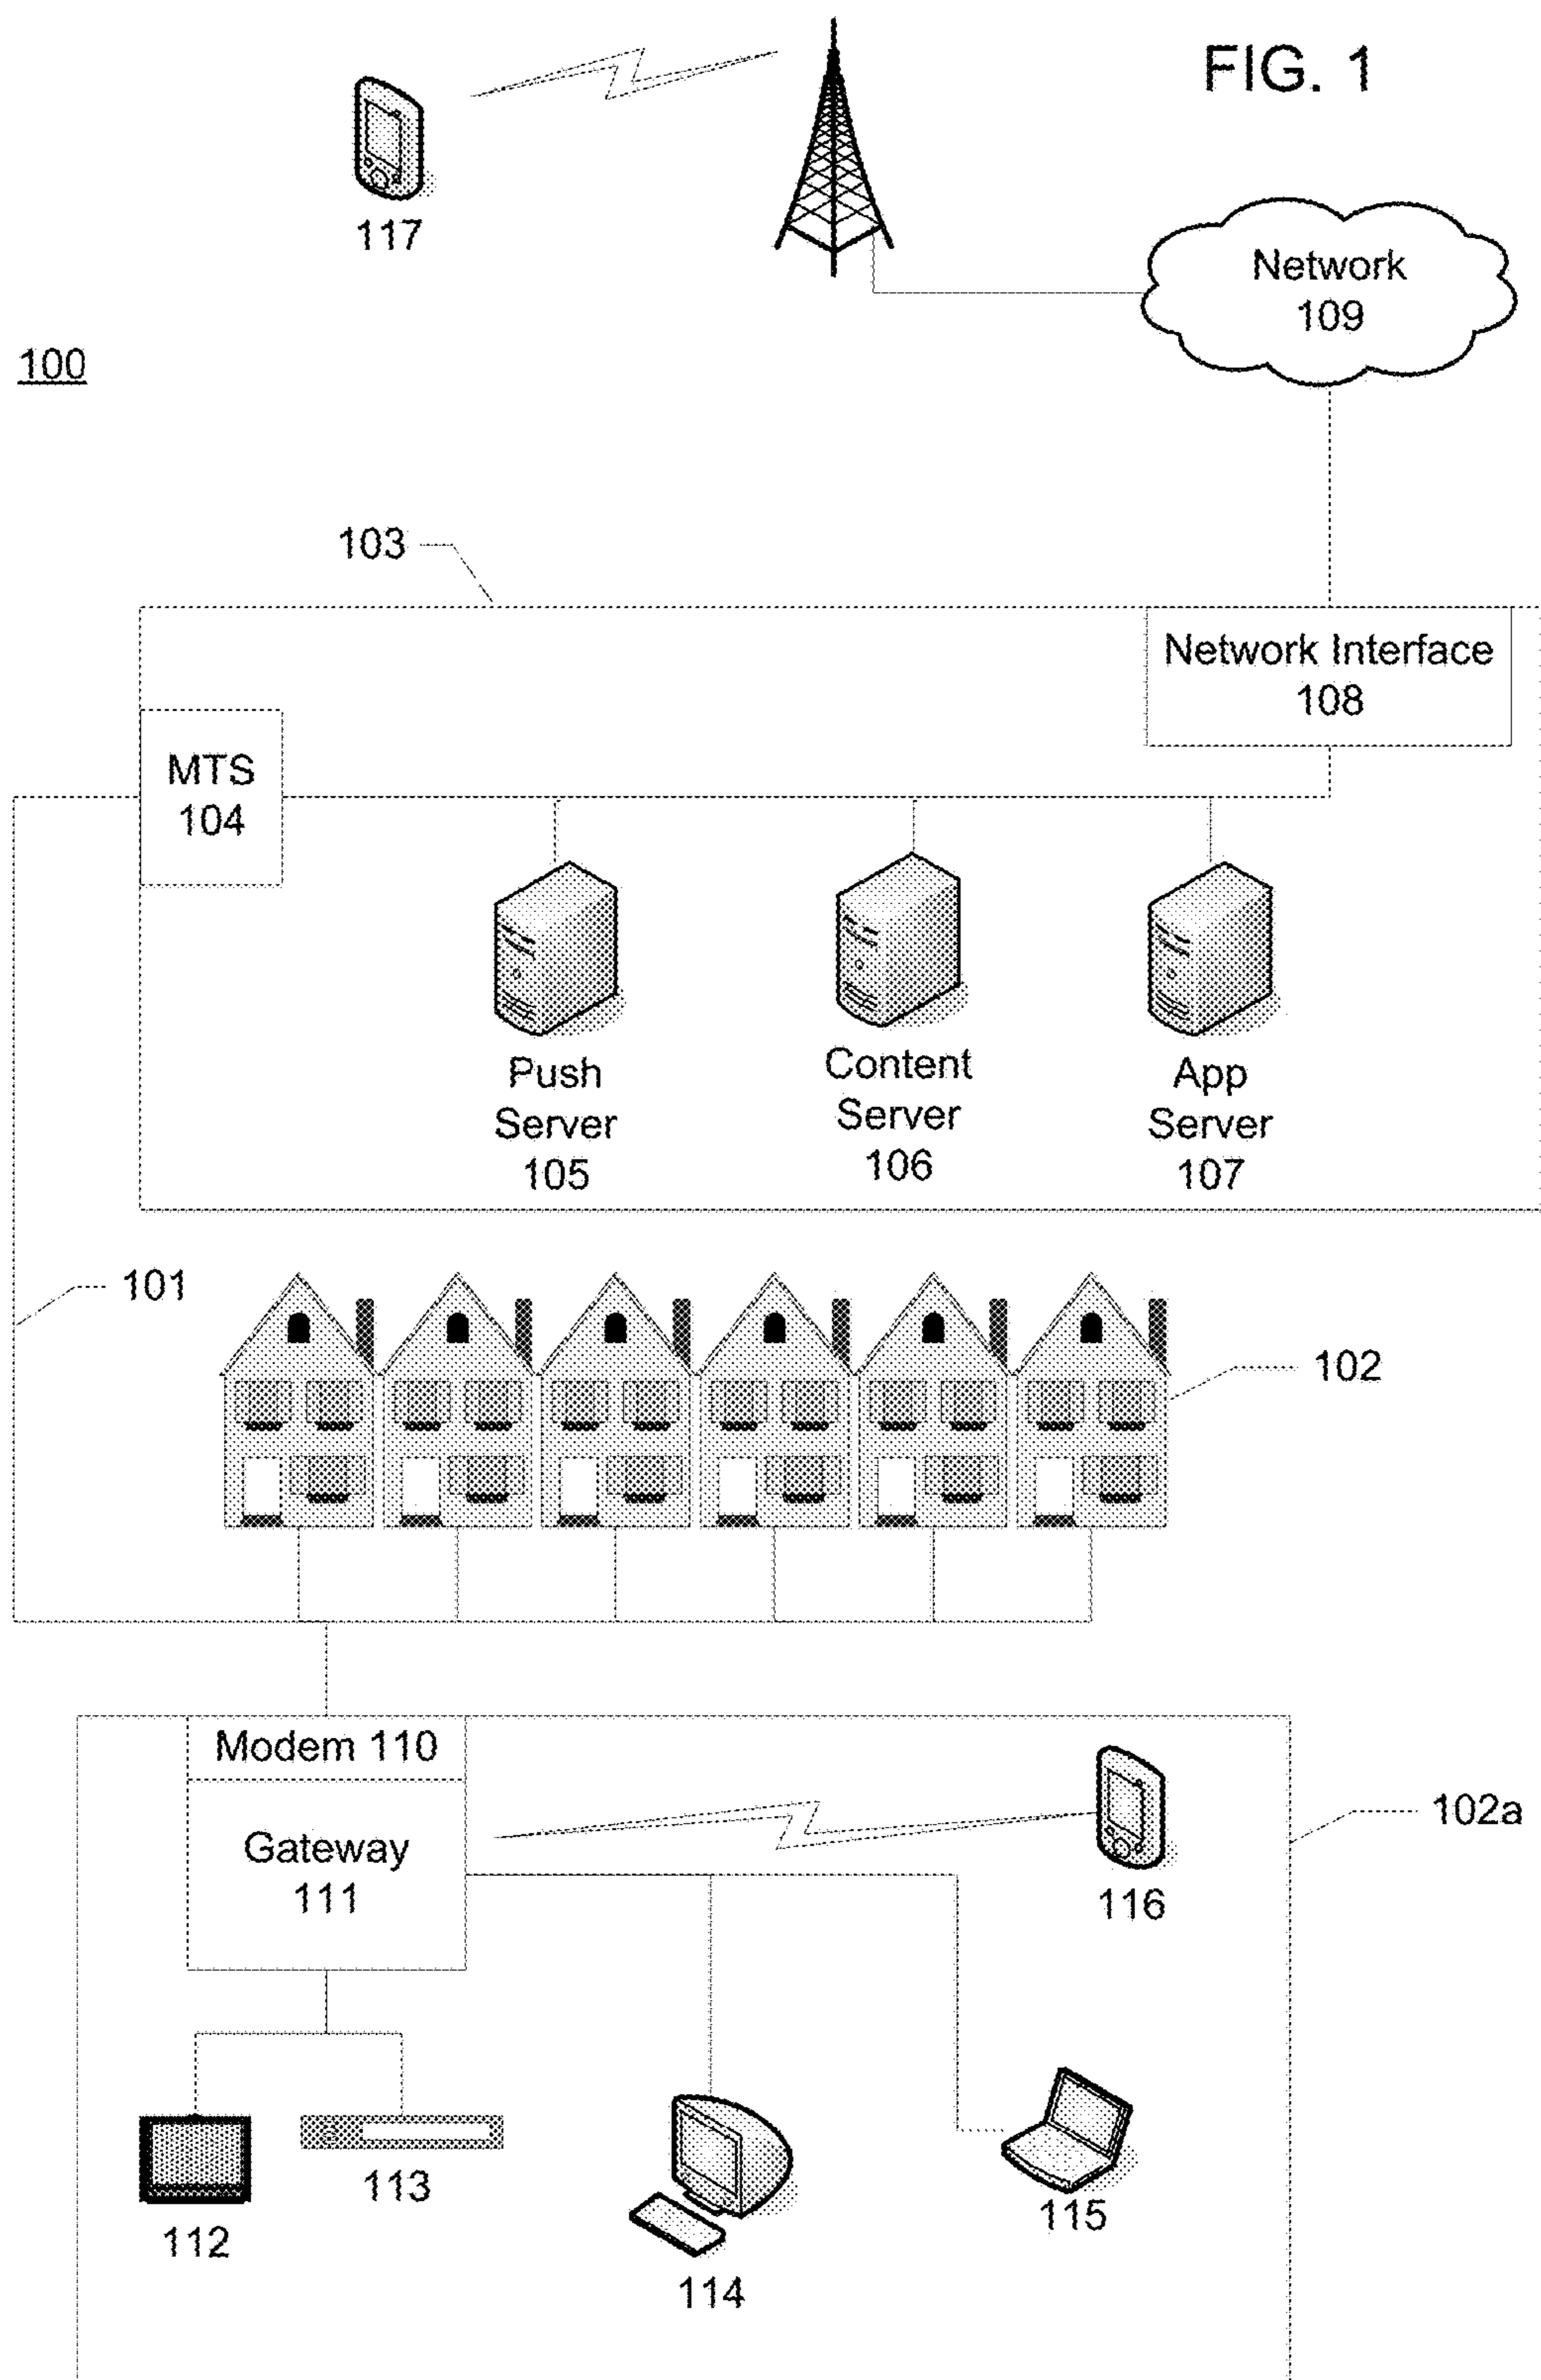 FIG. 1
117
Network
109
100
103
Network Interface
108
MTS
104
Push
Server
105
Content
Server
106
App
Server
107
101
102
Modem 110
Gateway
111
102a
116
112
113
114
115